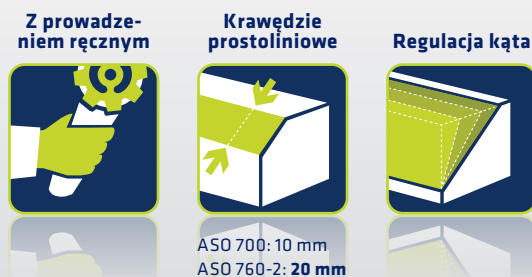 Z prowadze-
niem ręcznym
Krawędzie
prostoliniowe
Regulacja kąta
ASO 700: 10 mm
ASO 760-2: 20 mm